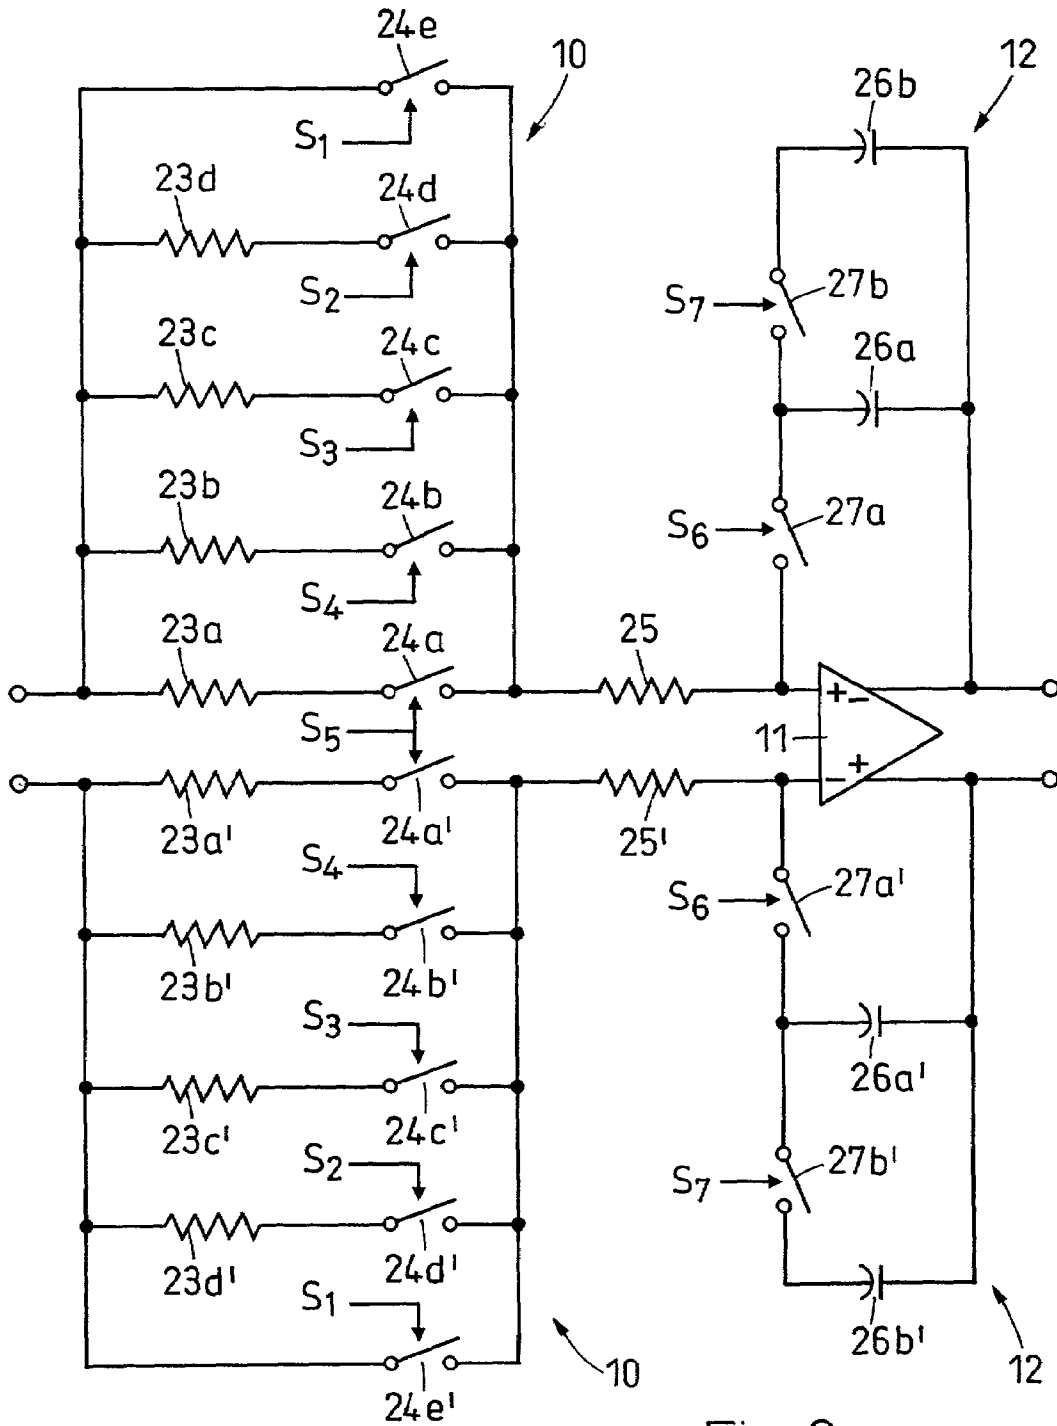 24e
10
12
26b
S1
23d
24d
S2
27b
S7
23c
24c
26a
S3
23b
24b
27a
S6
S4
23a
24a
25
+ −
S5
11
− +
23a'
24a'
25'
S4
27a'
S6
23b'
24b'
S3
26a'
23c'
24c'
S2
27b'
S7
23d'
24d'
S1
26b'
10
12
24e'